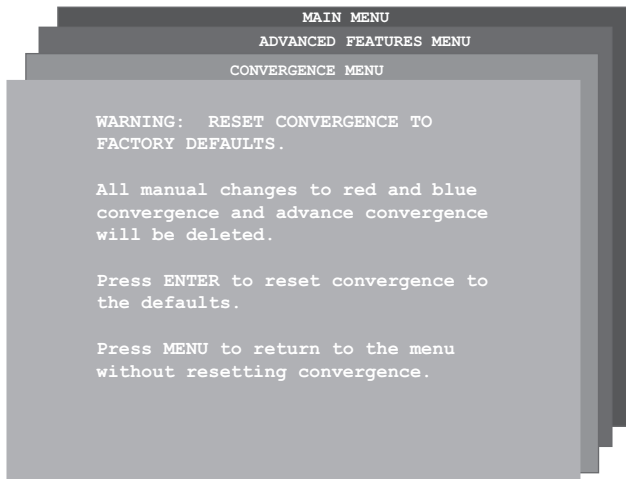 MAIN MENU
ADVANCED FEATURES MENU
CONVERGENCE MENU
WARNING:  RESET CONVERGENCE TO
FACTORY DEFAULTS.
All manual changes to red and blue
convergence and advance convergence
will be deleted.
Press ENTER to reset convergence to
the defaults.
Press MENU to return to the menu
without resetting convergence.